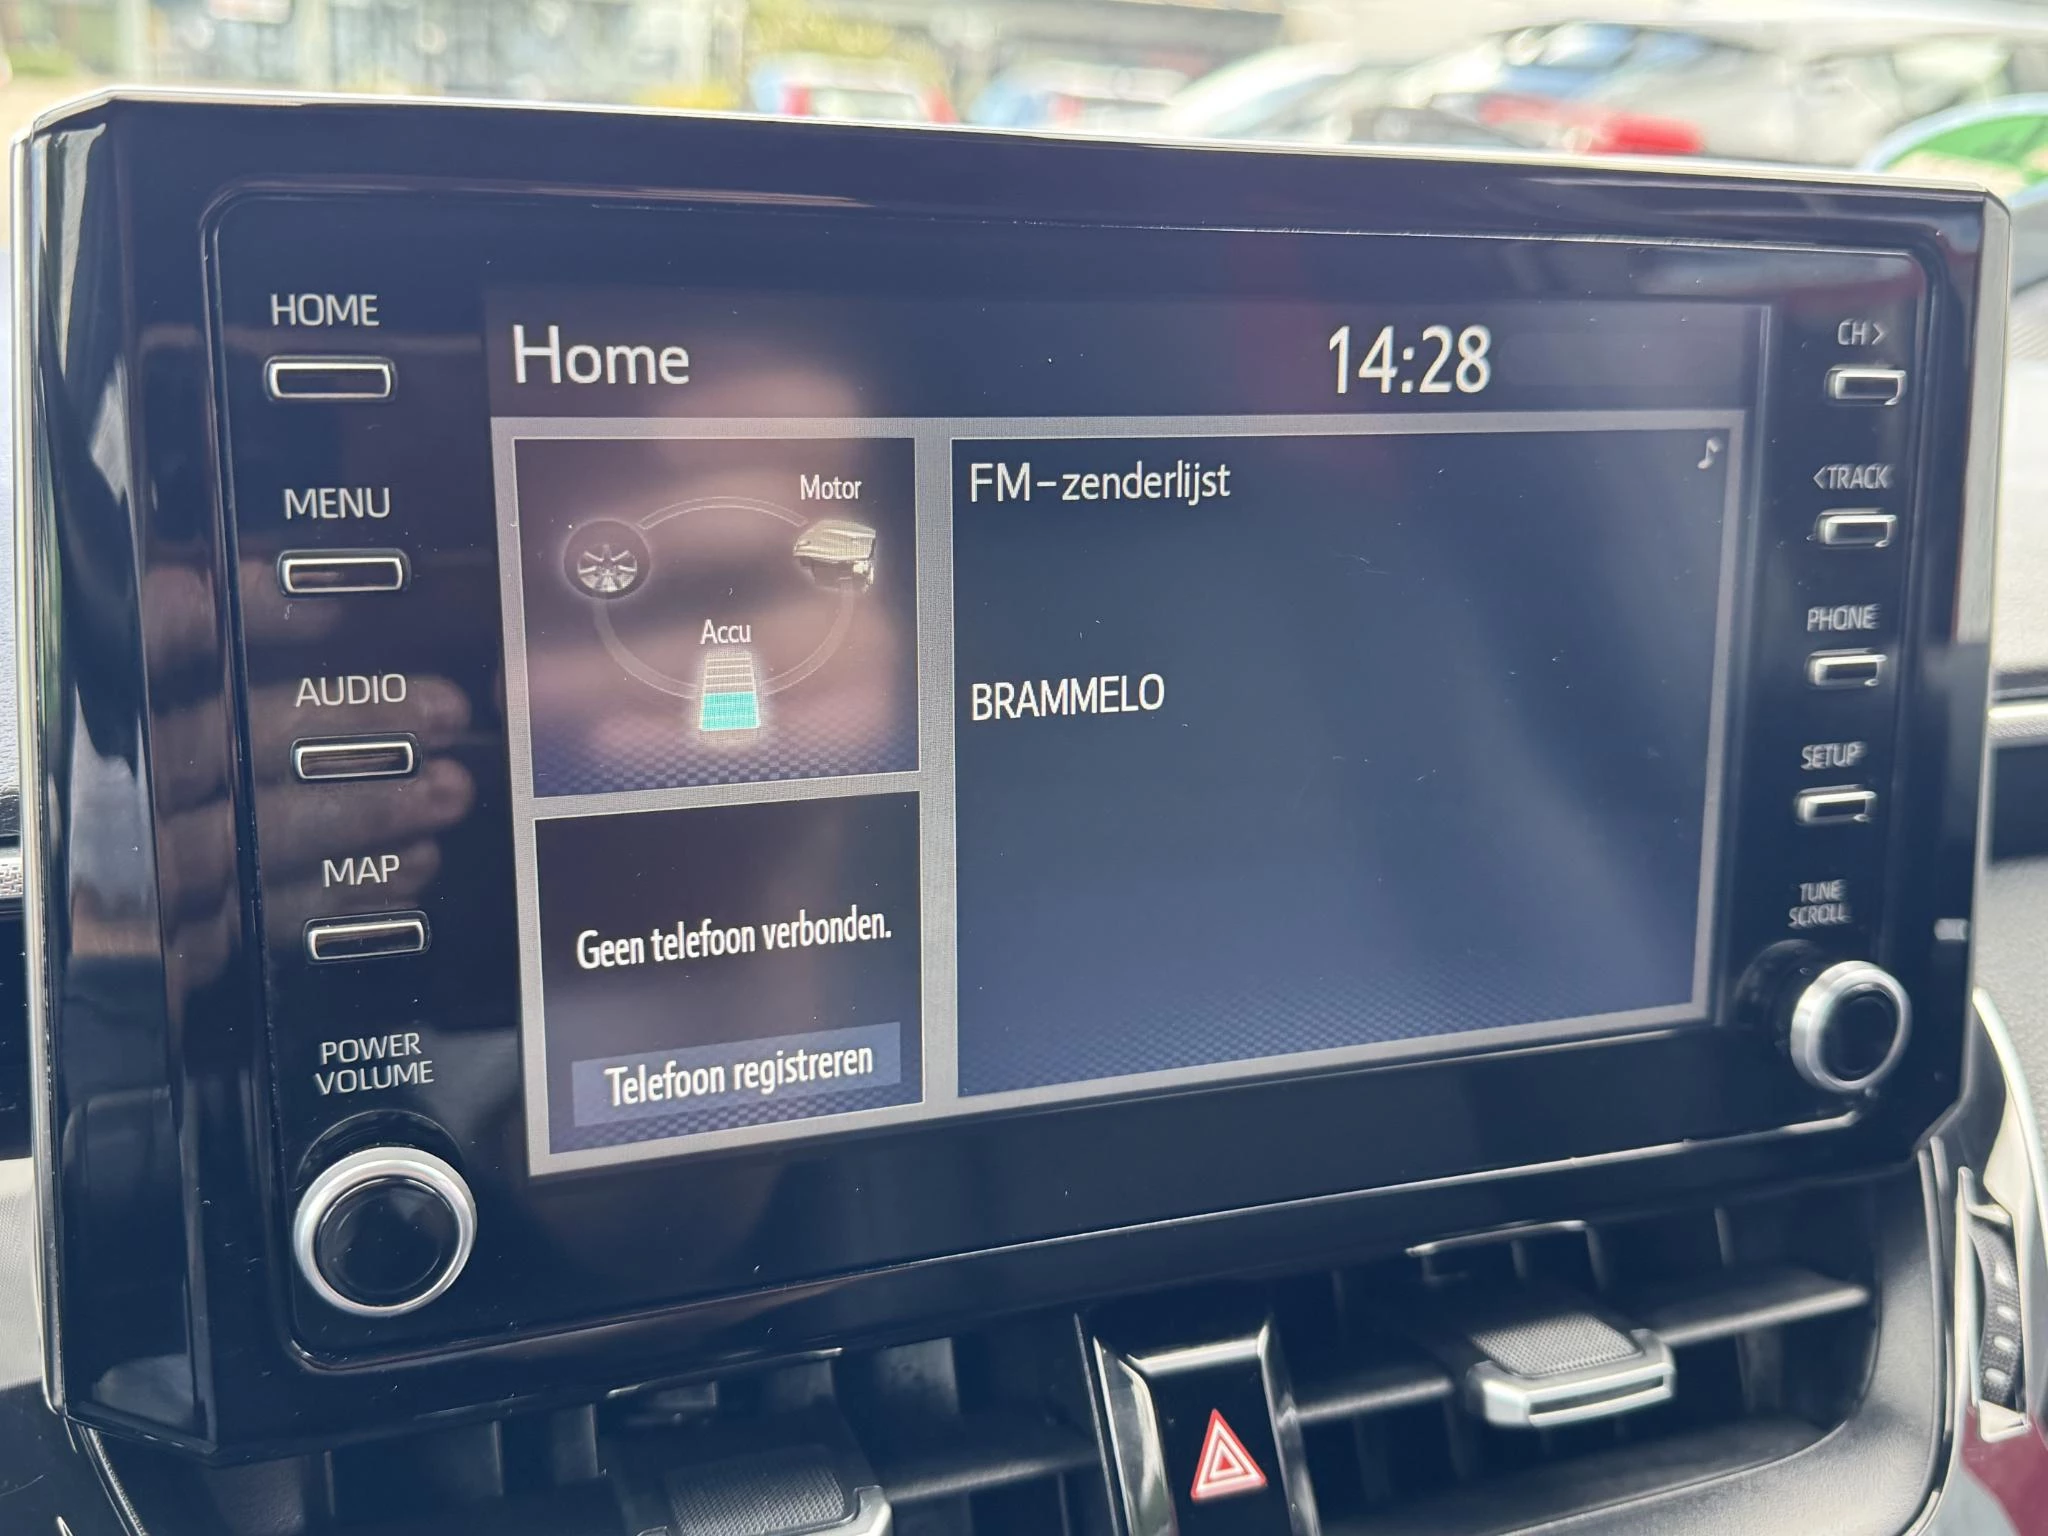 HOME
MENU
AUDIO
MAP
POWER
VOLUME
Home
14:28
Motor
Accu
Geen telefoon verbonden.
Telefoon registreren
FM-zenderlijst
BRAMMELO
CH>
<TRACK
PHONE
SETUP
TUNE
SCROLL